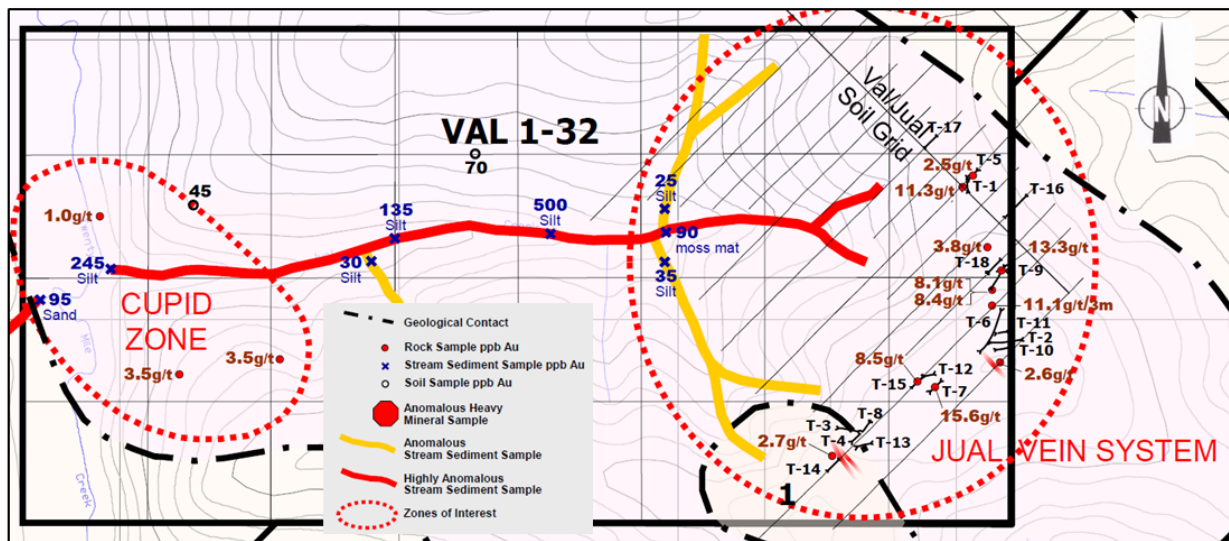 N
VAL 1-32
70
Val/Jual
Soil Grid
T-17
2.5g/t
T-5
11.3g/t
T-1
T-16
45
1.0g/t
25
Silt
135
Silt
500
Silt
90
moss mat
3.8g/t
13.3g/t
245
Silt
30
Silt
35
Silt
T-18
T-9
8.1g/t
8.4g/t
11.1g/t/3m
95
Sand
CUPID
ZONE
Mile
Creek
T-6
T-11
T-2
T-10
3.5g/t
3.5g/t
8.5g/t
T-12
2.6g/t
T-15
T-7
15.6g/t
T-8
T-3
T-4
T-13
2.7g/t
T-14
JUAL VEIN SYSTEM
1
Geological Contact
Rock Sample ppb Au
Stream Sediment Sample ppb Au
Soil Sample ppb Au
Anomalous Heavy
Mineral Sample
Anomalous
Stream Sediment Sample
Highly Anomalous
Stream Sediment Sample
Zones of Interest